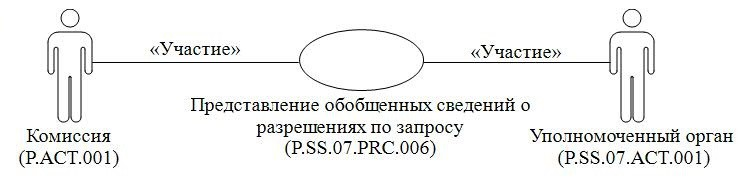 «Участие»
«Участие»
Представление обобщенных сведений о
разрешениях по запросу
(P.SS.07.PRC.006)
Комиссия
(P.ACT.001)
Уполномоченный орган
(P.SS.07.ACT.001)